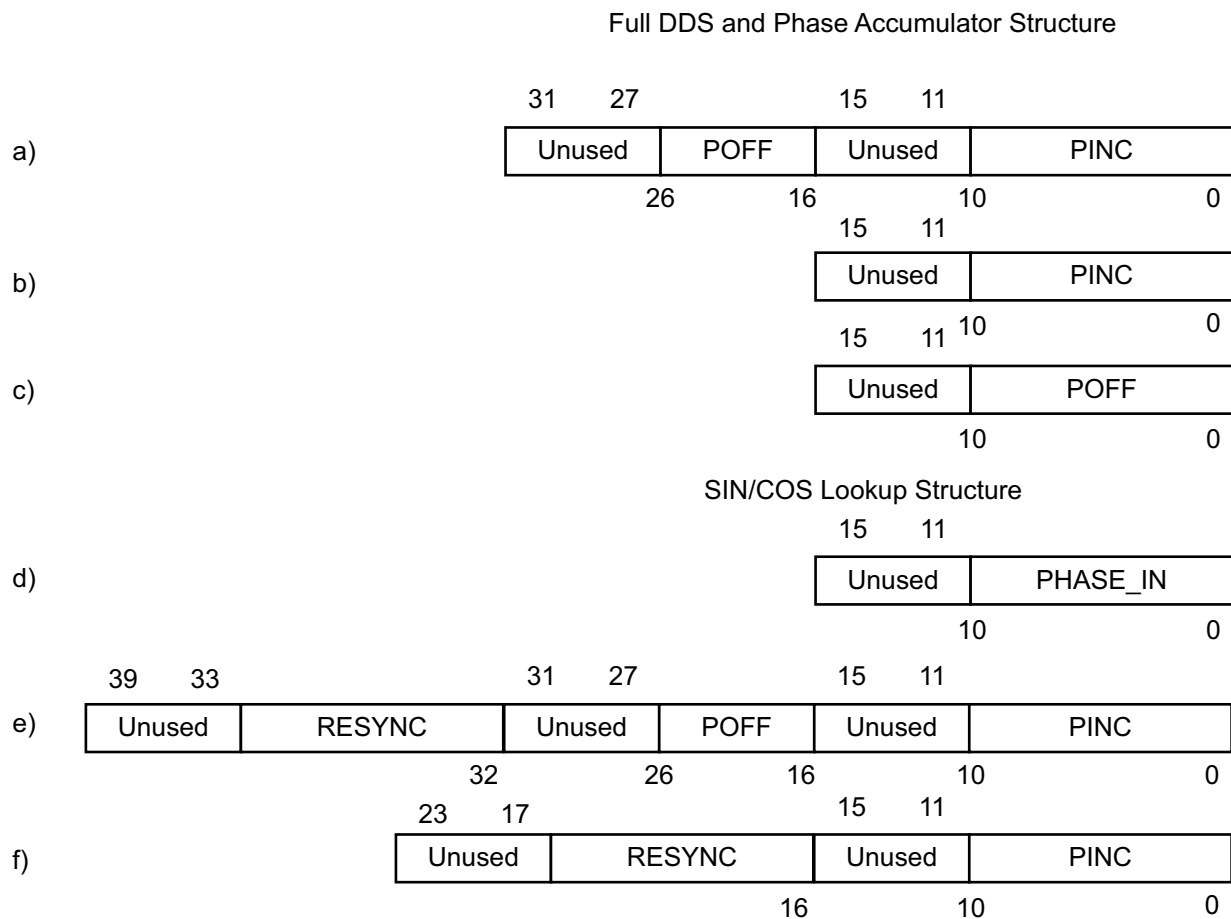 Full DDS and Phase Accumulator Structure
31 27 15 11
a) Unused POFF Unused PINC
26 16 10 0
15 11
b) Unused PINC
10 0
15 11
c) Unused POFF
10 0
SIN/COS Lookup Structure
15 11
d) Unused PHASE_IN
10 0
39 33 31 27 15 11
e) Unused RESYNC Unused POFF Unused PINC
32 26 16 10 0
23 17 15 11
f) Unused RESYNC Unused PINC
16 10 0